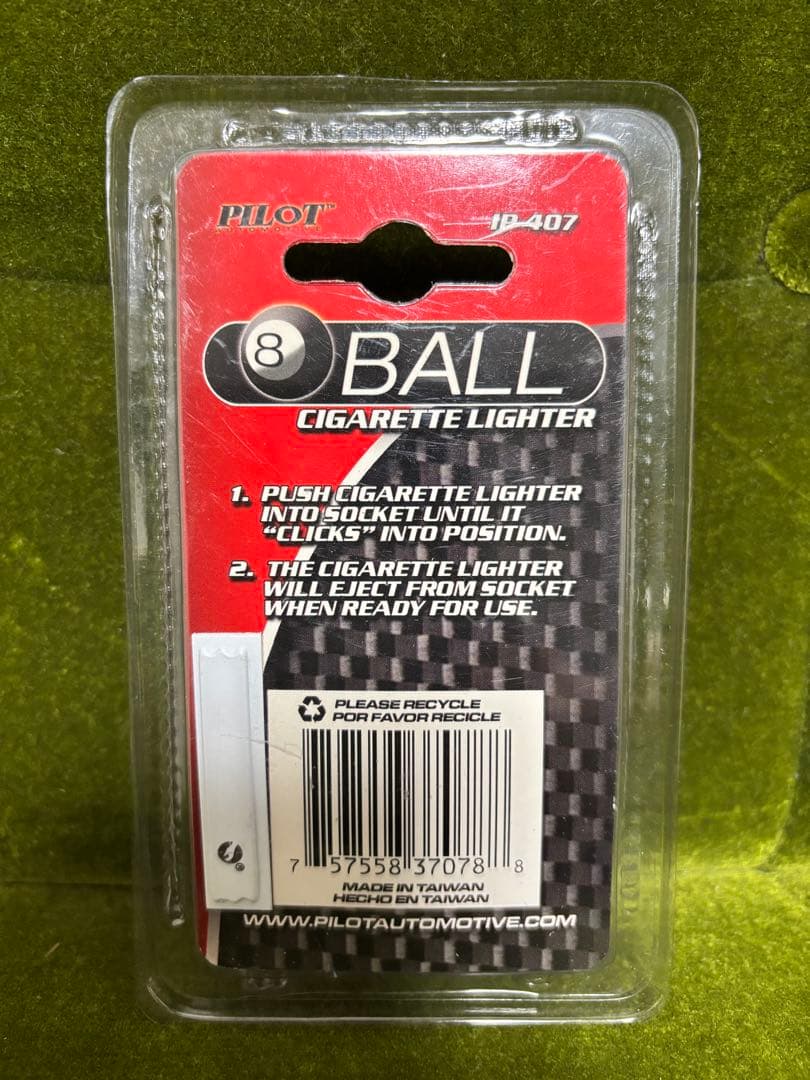 PILOT™
AUTOMOTIVE
IP-407
8 BALL
CIGARETTE LIGHTER
1. PUSH CIGARETTE LIGHTER
INTO SOCKET UNTIL IT
"CLICKS" INTO POSITION.
2. THE CIGARETTE LIGHTER
WILL EJECT FROM SOCKET
WHEN READY FOR USE.
PLEASE RECYCLE
POR FAVOR RECICLE
7 57558 37078 8
MADE IN TAIWAN
HECHO EN TAIWAN
WWW.PILOTAUTOMOTIVE.COM